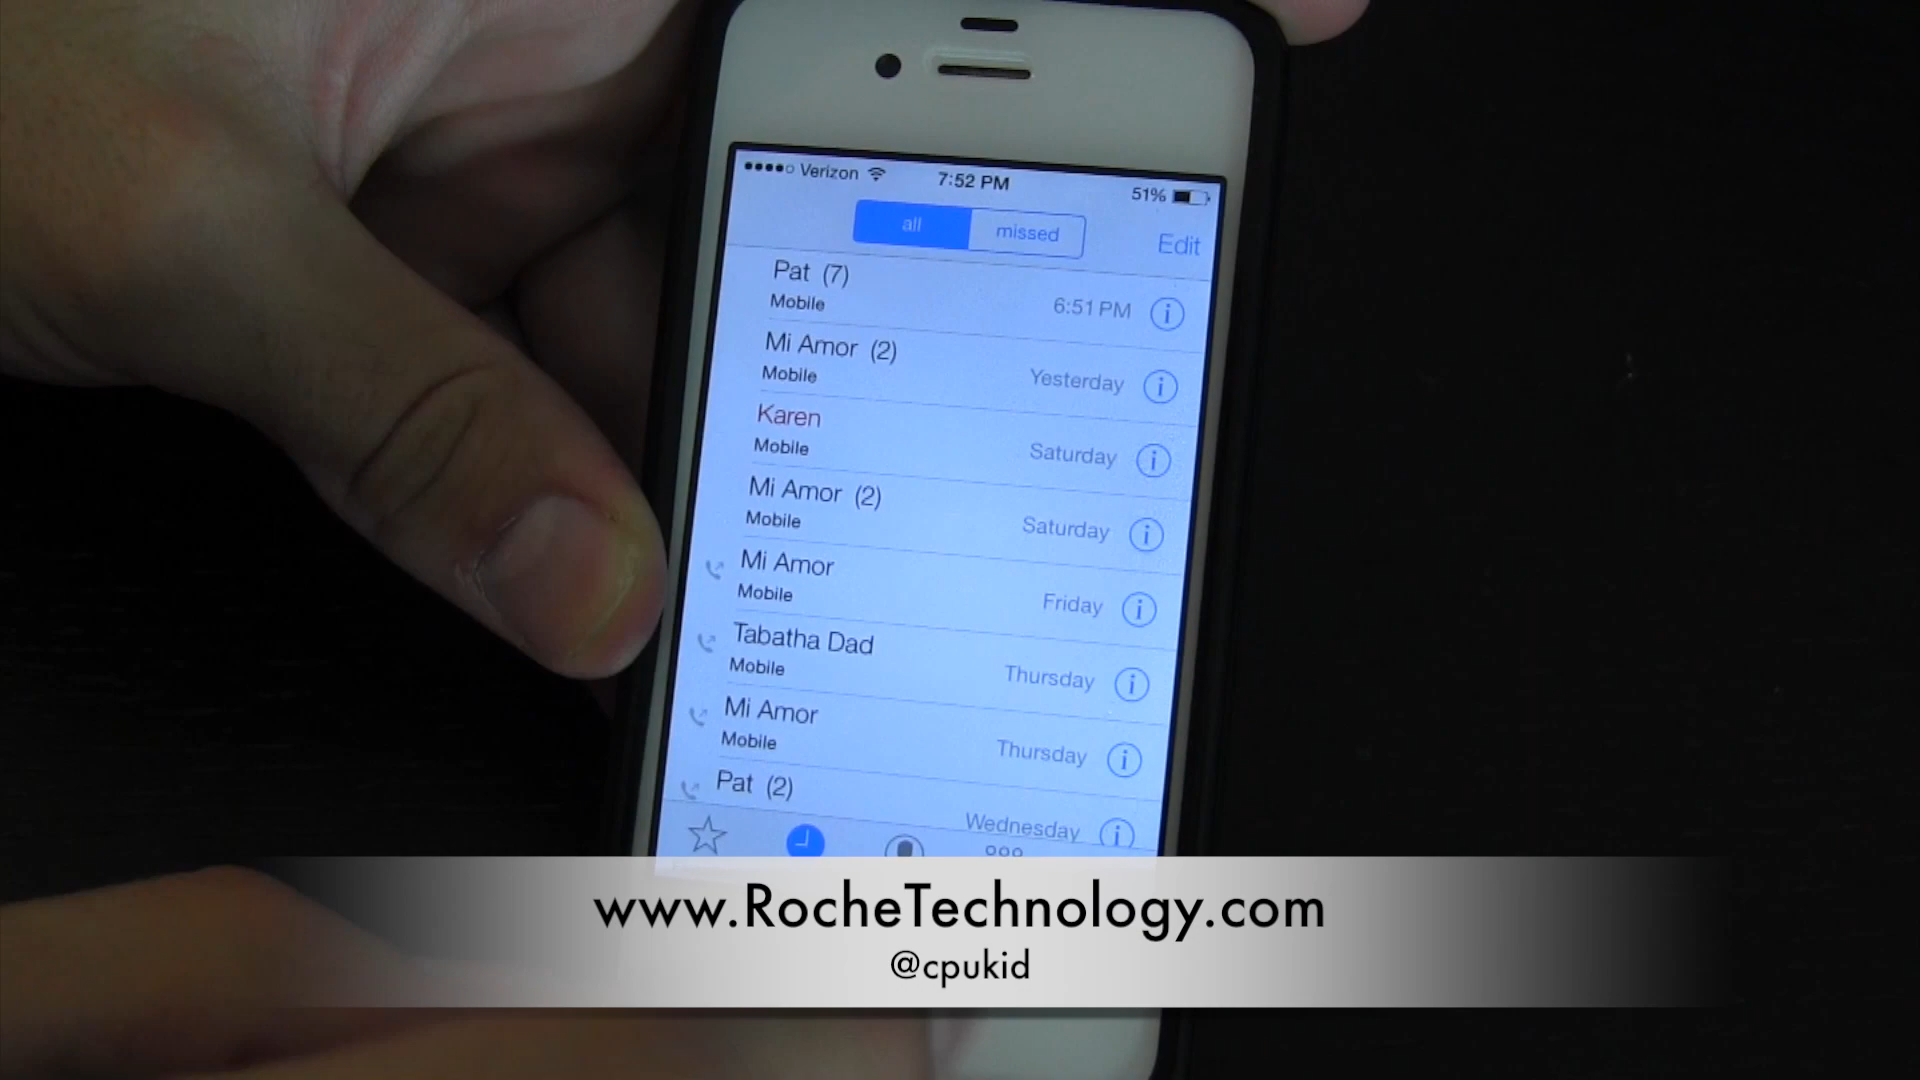 Verizon 7:52 PM 51%
all missed Edit
Pat (7)
Mobile 6:51 PM
Mi Amor (2)
Mobile Yesterday
Karen
Mobile Saturday
Mi Amor (2)
Mobile Saturday
Mi Amor
Mobile Friday
Tabatha Dad
Mobile Thursday
Mi Amor
Mobile Thursday
Pat (2)
Wednesday
www.RocheTechnology.com
@cpukid